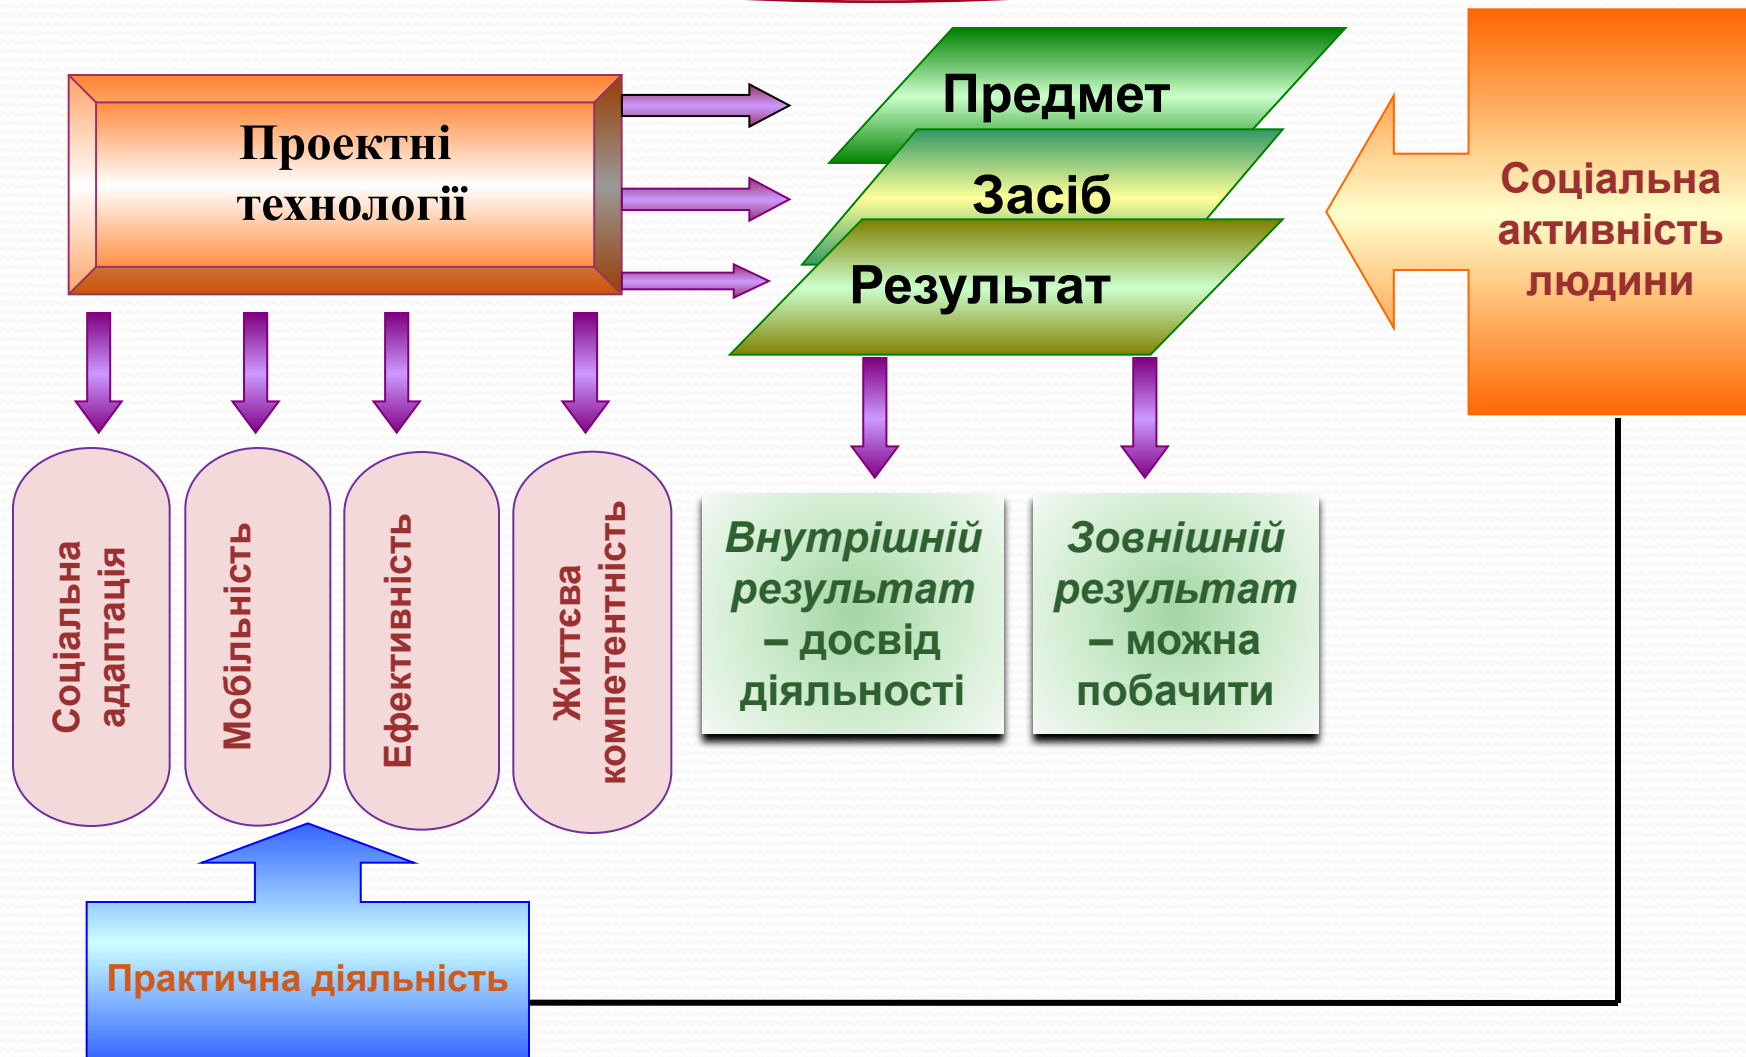 Проектні
технології
Предмет
Засіб
Результат
Соціальна
активність
людини
Соціальна
адаптація
Мобільність
Ефективність
Життєва
компетентність
Внутрішній
результат
– досвід
діяльності
Зовнішній
результат
– можна
побачити
Практична діяльність